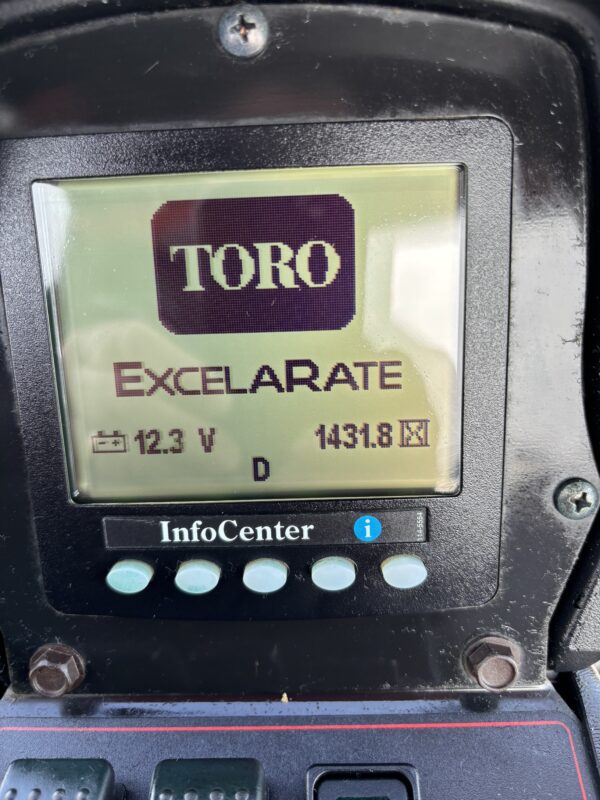 TORO
EXCELARATE
12.3 V
1431.8
D
InfoCenter i